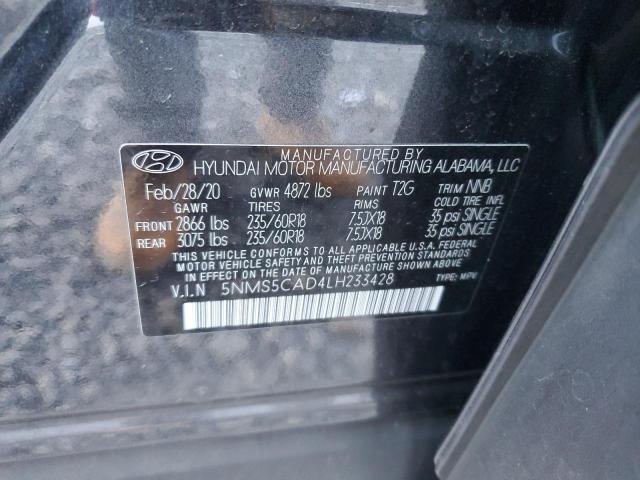 MANUFACTURED BY
HYUNDAI MOTOR MANUFACTURING ALABAMA, LLC
Feb/28/20 GVWR 4872 lbs PAINT T2G TRIM NNB
GAWR TIRES RIMS COLD TIRE INFL
FRONT 2866 lbs 235/60R18 7.5JX18 35 psi SINGLE
REAR 3075 lbs 235/60R18 7.5JX18 35 psi SINGLE
THIS VEHICLE CONFORMS TO ALL APPLICABLE U.S.A. FEDERAL
MOTOR VEHICLE SAFETY AND THEFT PREVENTION STANDARDS
IN EFFECT ON THE DATE OF MANUFACTURE SHOWN ABOVE.
V.I.N 5NMS5CAD4LH233428 TYPE: MPV